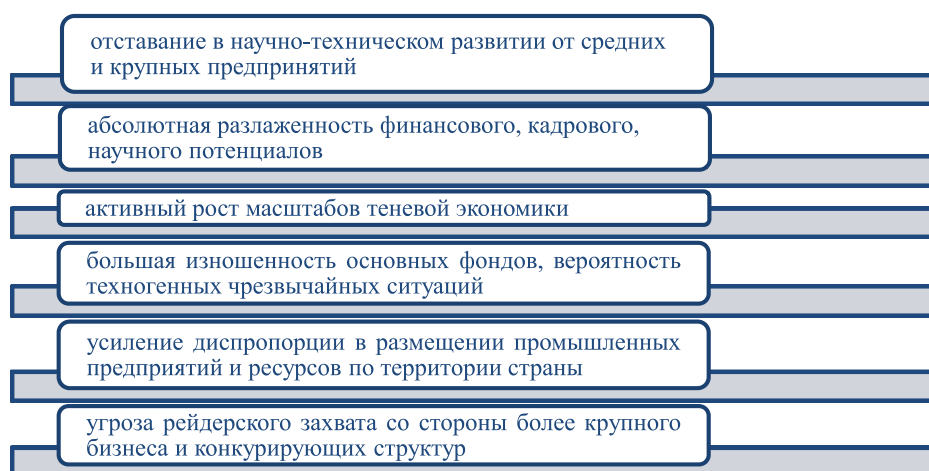 отставание в научно-техническом развитии от средних
и крупных предпринятий
абсолютная разлаженность финансового, кадрового,
научного потенциалов
активный рост масштабов теневой экономики
большая изношенность основных фондов, вероятность
техногенных чрезвычайных ситуаций
усиление диспропорции в размещении промышленных
предприятий и ресурсов по территории страны
угроза рейдерского захвата со стороны более крупного
бизнеса и конкурирующих структур